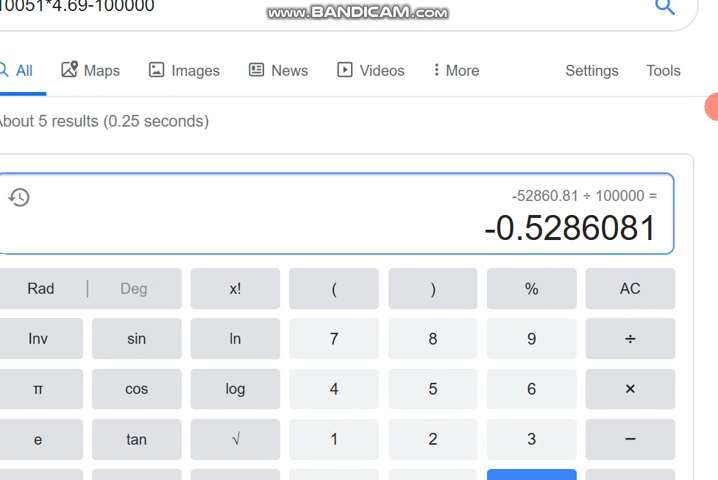 10051*4.69-100000
www.BANDICAM.com
All Maps Images News Videos More Settings Tools
About 5 results (0.25 seconds)
-52860.81 ÷ 100000 =
-0.5286081
Rad | Deg x! ( ) % AC
Inv sin ln 7 8 9 ÷
π cos log 4 5 6 ×
e tan √ 1 2 3 −